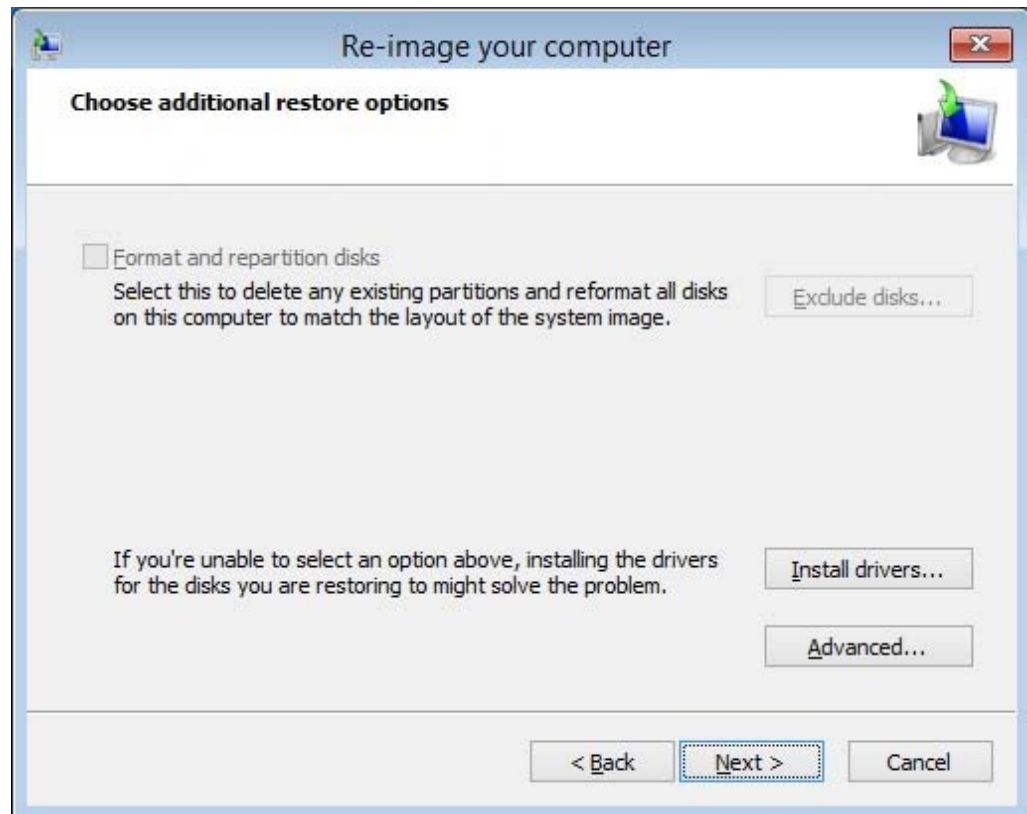 Re-image your computer
Choose additional restore options
Format and repartition disks
Select this to delete any existing partitions and reformat all disks
on this computer to match the layout of the system image.
Exclude disks...
If you're unable to select an option above, installing the drivers
for the disks you are restoring to might solve the problem.
Install drivers...
Advanced...
< Back
Next >
Cancel